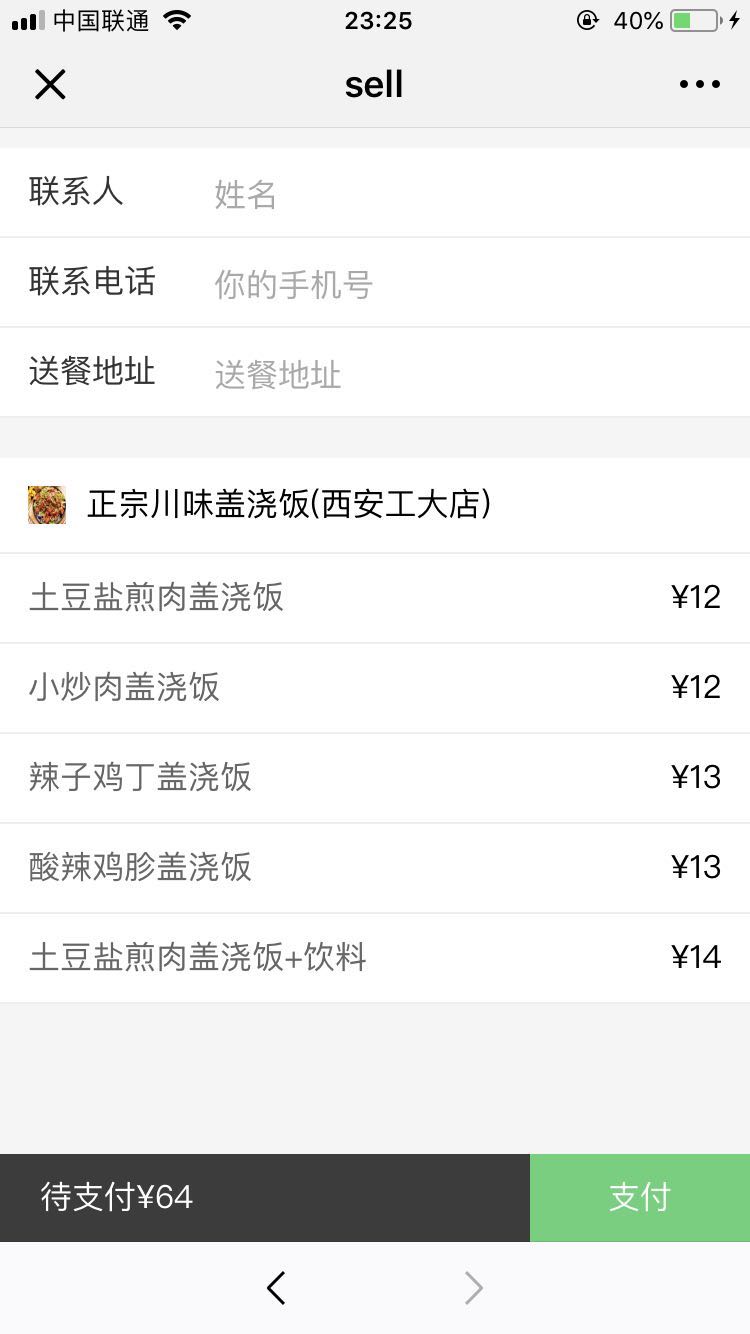 中国联通 23:25 40%
sell
联系人 姓名
联系电话 你的手机号
送餐地址 送餐地址
正宗川味盖浇饭(西安工大店)
土豆盐煎肉盖浇饭 ¥12
小炒肉盖浇饭 ¥12
辣子鸡丁盖浇饭 ¥13
酸辣鸡胗盖浇饭 ¥13
土豆盐煎肉盖浇饭+饮料 ¥14
待支付¥64 支付